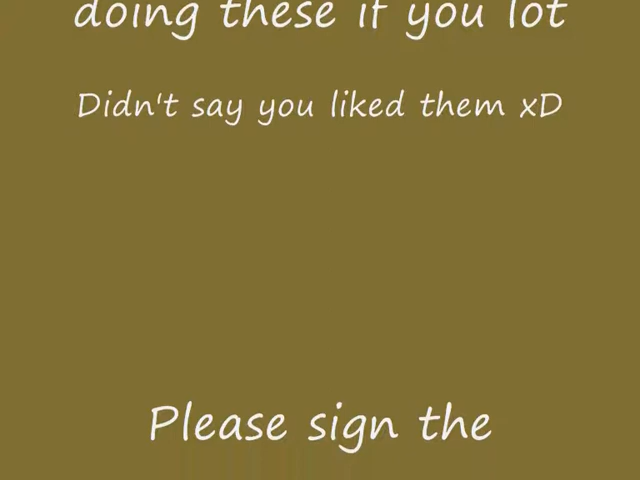 doing these if you lot
Didn't say you liked them xD
Please sign the